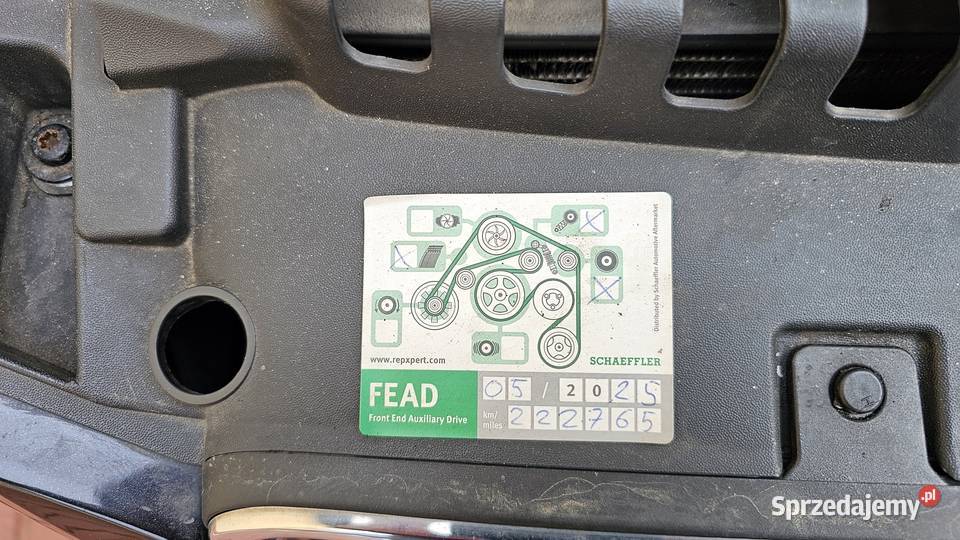 Distributed by Schaeffler Automotive Aftermarket
www.repxpert.com
SCHAEFFLER
FEAD
Front End Auxiliary Drive
05 / 2025
km/
miles
222765
Sprzedajemy.pl